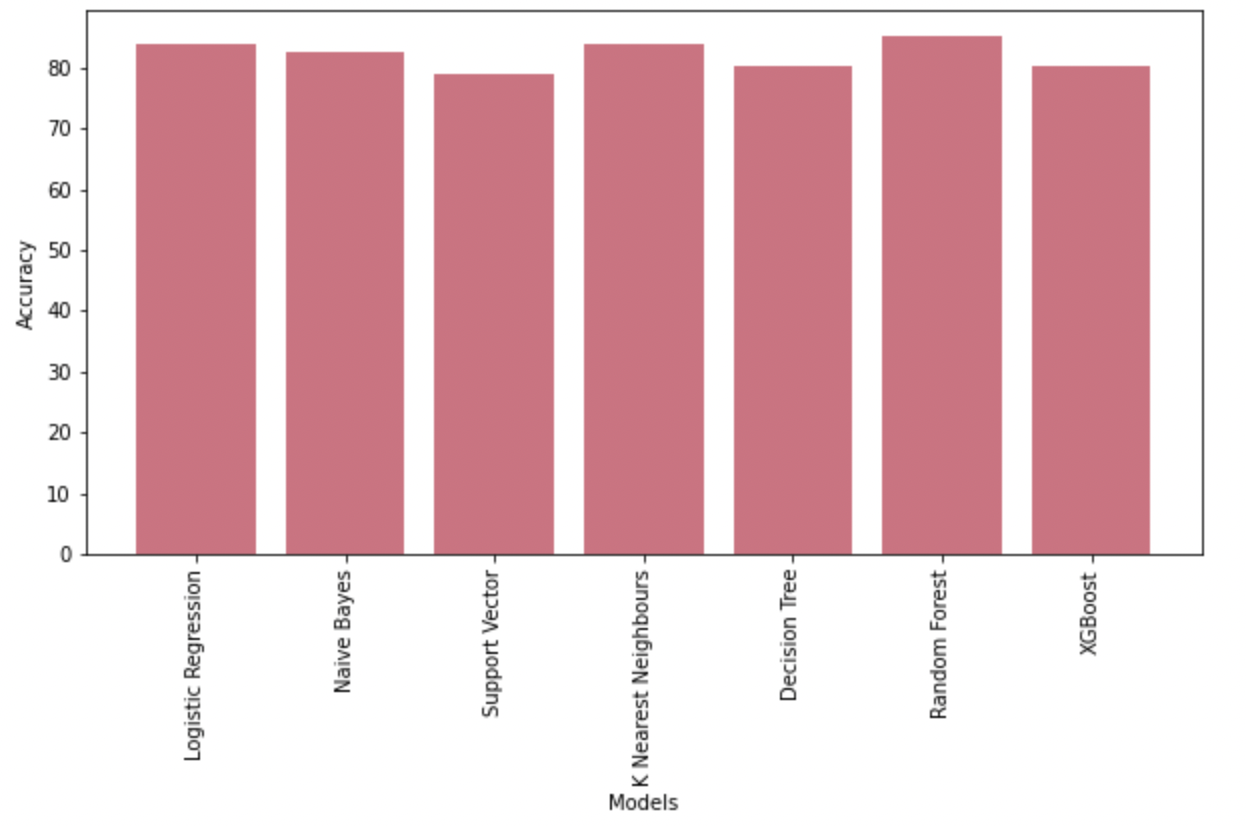 Accuracy
80
70
60
50
40
30
20
10
0
Logistic Regression
Naive Bayes
Support Vector
K Nearest Neighbours
Decision Tree
Random Forest
XGBoost
Models